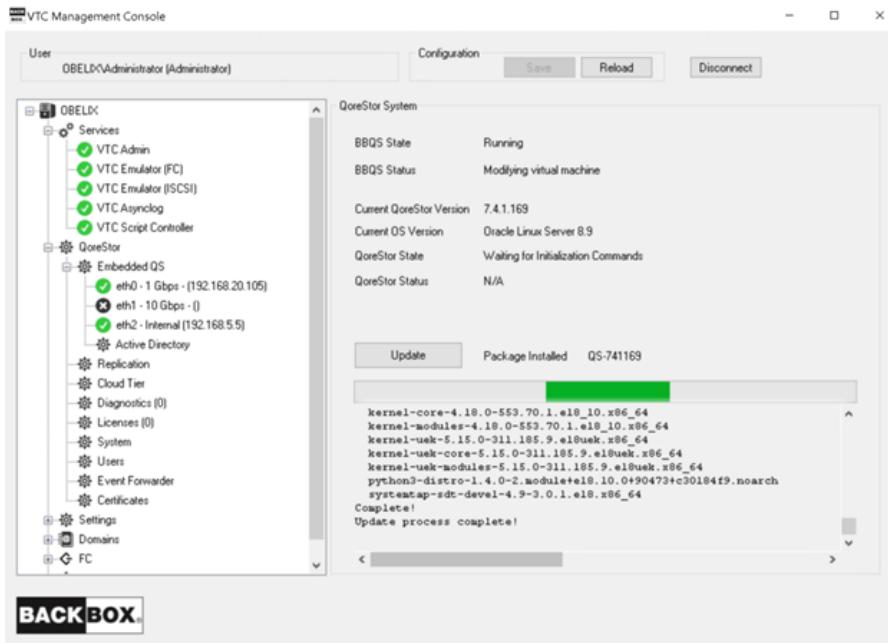 BACK BOX VTC Management Console
User
OBELIX\Administrator (Administrator)
Configuration
Save
Reload
Disconnect
OBELIX
Services
VTC Admin
VTC Emulator (FC)
VTC Emulator (ISCSI)
VTC Asynclog
VTC Script Controller
QoreStor
Embedded QS
eth0 - 1 Gbps - (192.168.20.105)
eth1 - 10 Gbps - ()
eth2 - Internal (192.168.5.5)
Active Directory
Replication
Cloud Tier
Diagnostics (0)
Licenses (0)
System
Users
Event Forwarder
Certificates
Settings
Domains
FC
QoreStor System
BBQS State Running
BBQS Status Modifying virtual machine
Current QoreStor Version 7.4.1.169
Current OS Version Oracle Linux Server 8.9
QoreStor State Waiting for Initialization Commands
QoreStor Status N/A
Update Package Installed QS-741169
kernel-core-4.18.0-553.70.1.el8_10.x86_64
kernel-modules-4.18.0-553.70.1.el8_10.x86_64
kernel-uek-5.15.0-311.185.9.el8uek.x86_64
kernel-uek-core-5.15.0-311.185.9.el8uek.x86_64
kernel-uek-modules-5.15.0-311.185.9.el8uek.x86_64
python3-distro-1.4.0-2.module+el8.10.0+90473+c30184f9.noarch
systemtap-sdt-devel-4.9-3.0.1.el8.x86_64
Complete!
Update process complete!
BACKBOX.